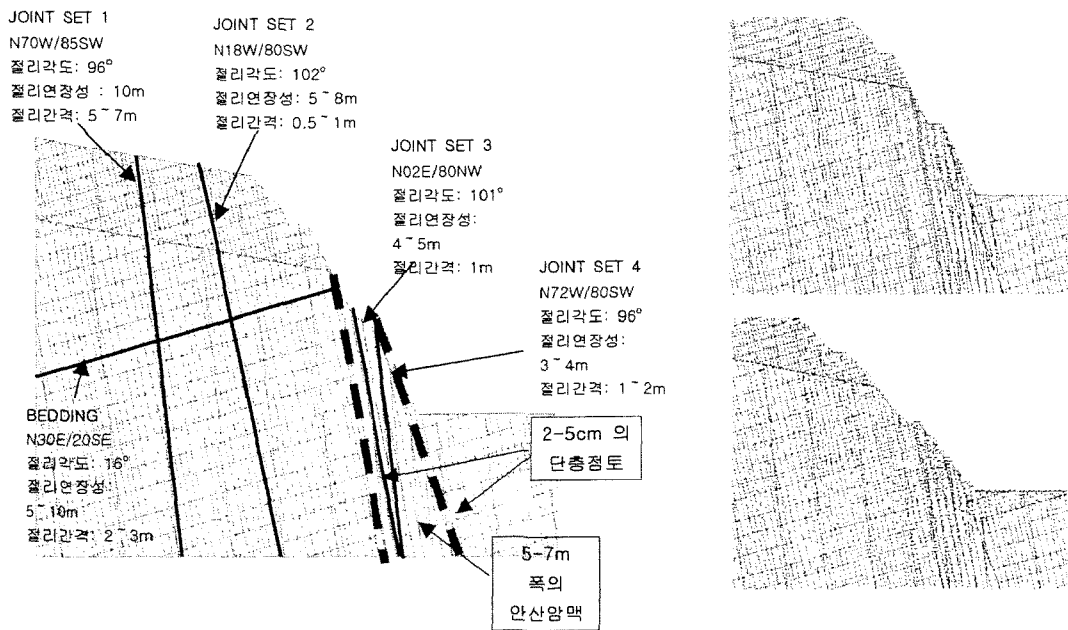 JOINT SET 1
N70W/85SW
절리각도: 96°
절리연장성 : 10m
절리간격: 5~7m
JOINT SET 2
N18W/80SW
절리각도: 102°
절리연장성: 5~8m
절리간격: 0.5~1m
JOINT SET 3
N02E/80NW
절리각도: 101°
절리연장성:
4~5m
절리간격: 1m
JOINT SET 4
N72W/80SW
절리각도: 96°
절리연장성:
3~4m
절리간격: 1~2m
BEDDING
N30E/20SE
절리각도: 16°
절리연장성
5~10m
절리간격: 2~3m
2-5cm 의
단층점토
5-7m
폭의
안산암맥